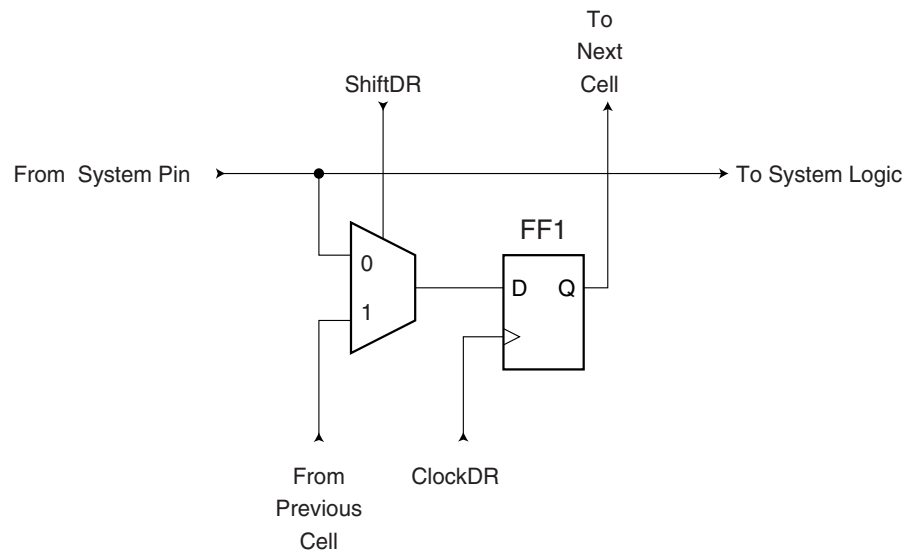 To
Next
Cell
ShiftDR
From System Pin
To System Logic
FF1
0
D Q
1
From
Previous
Cell
ClockDR